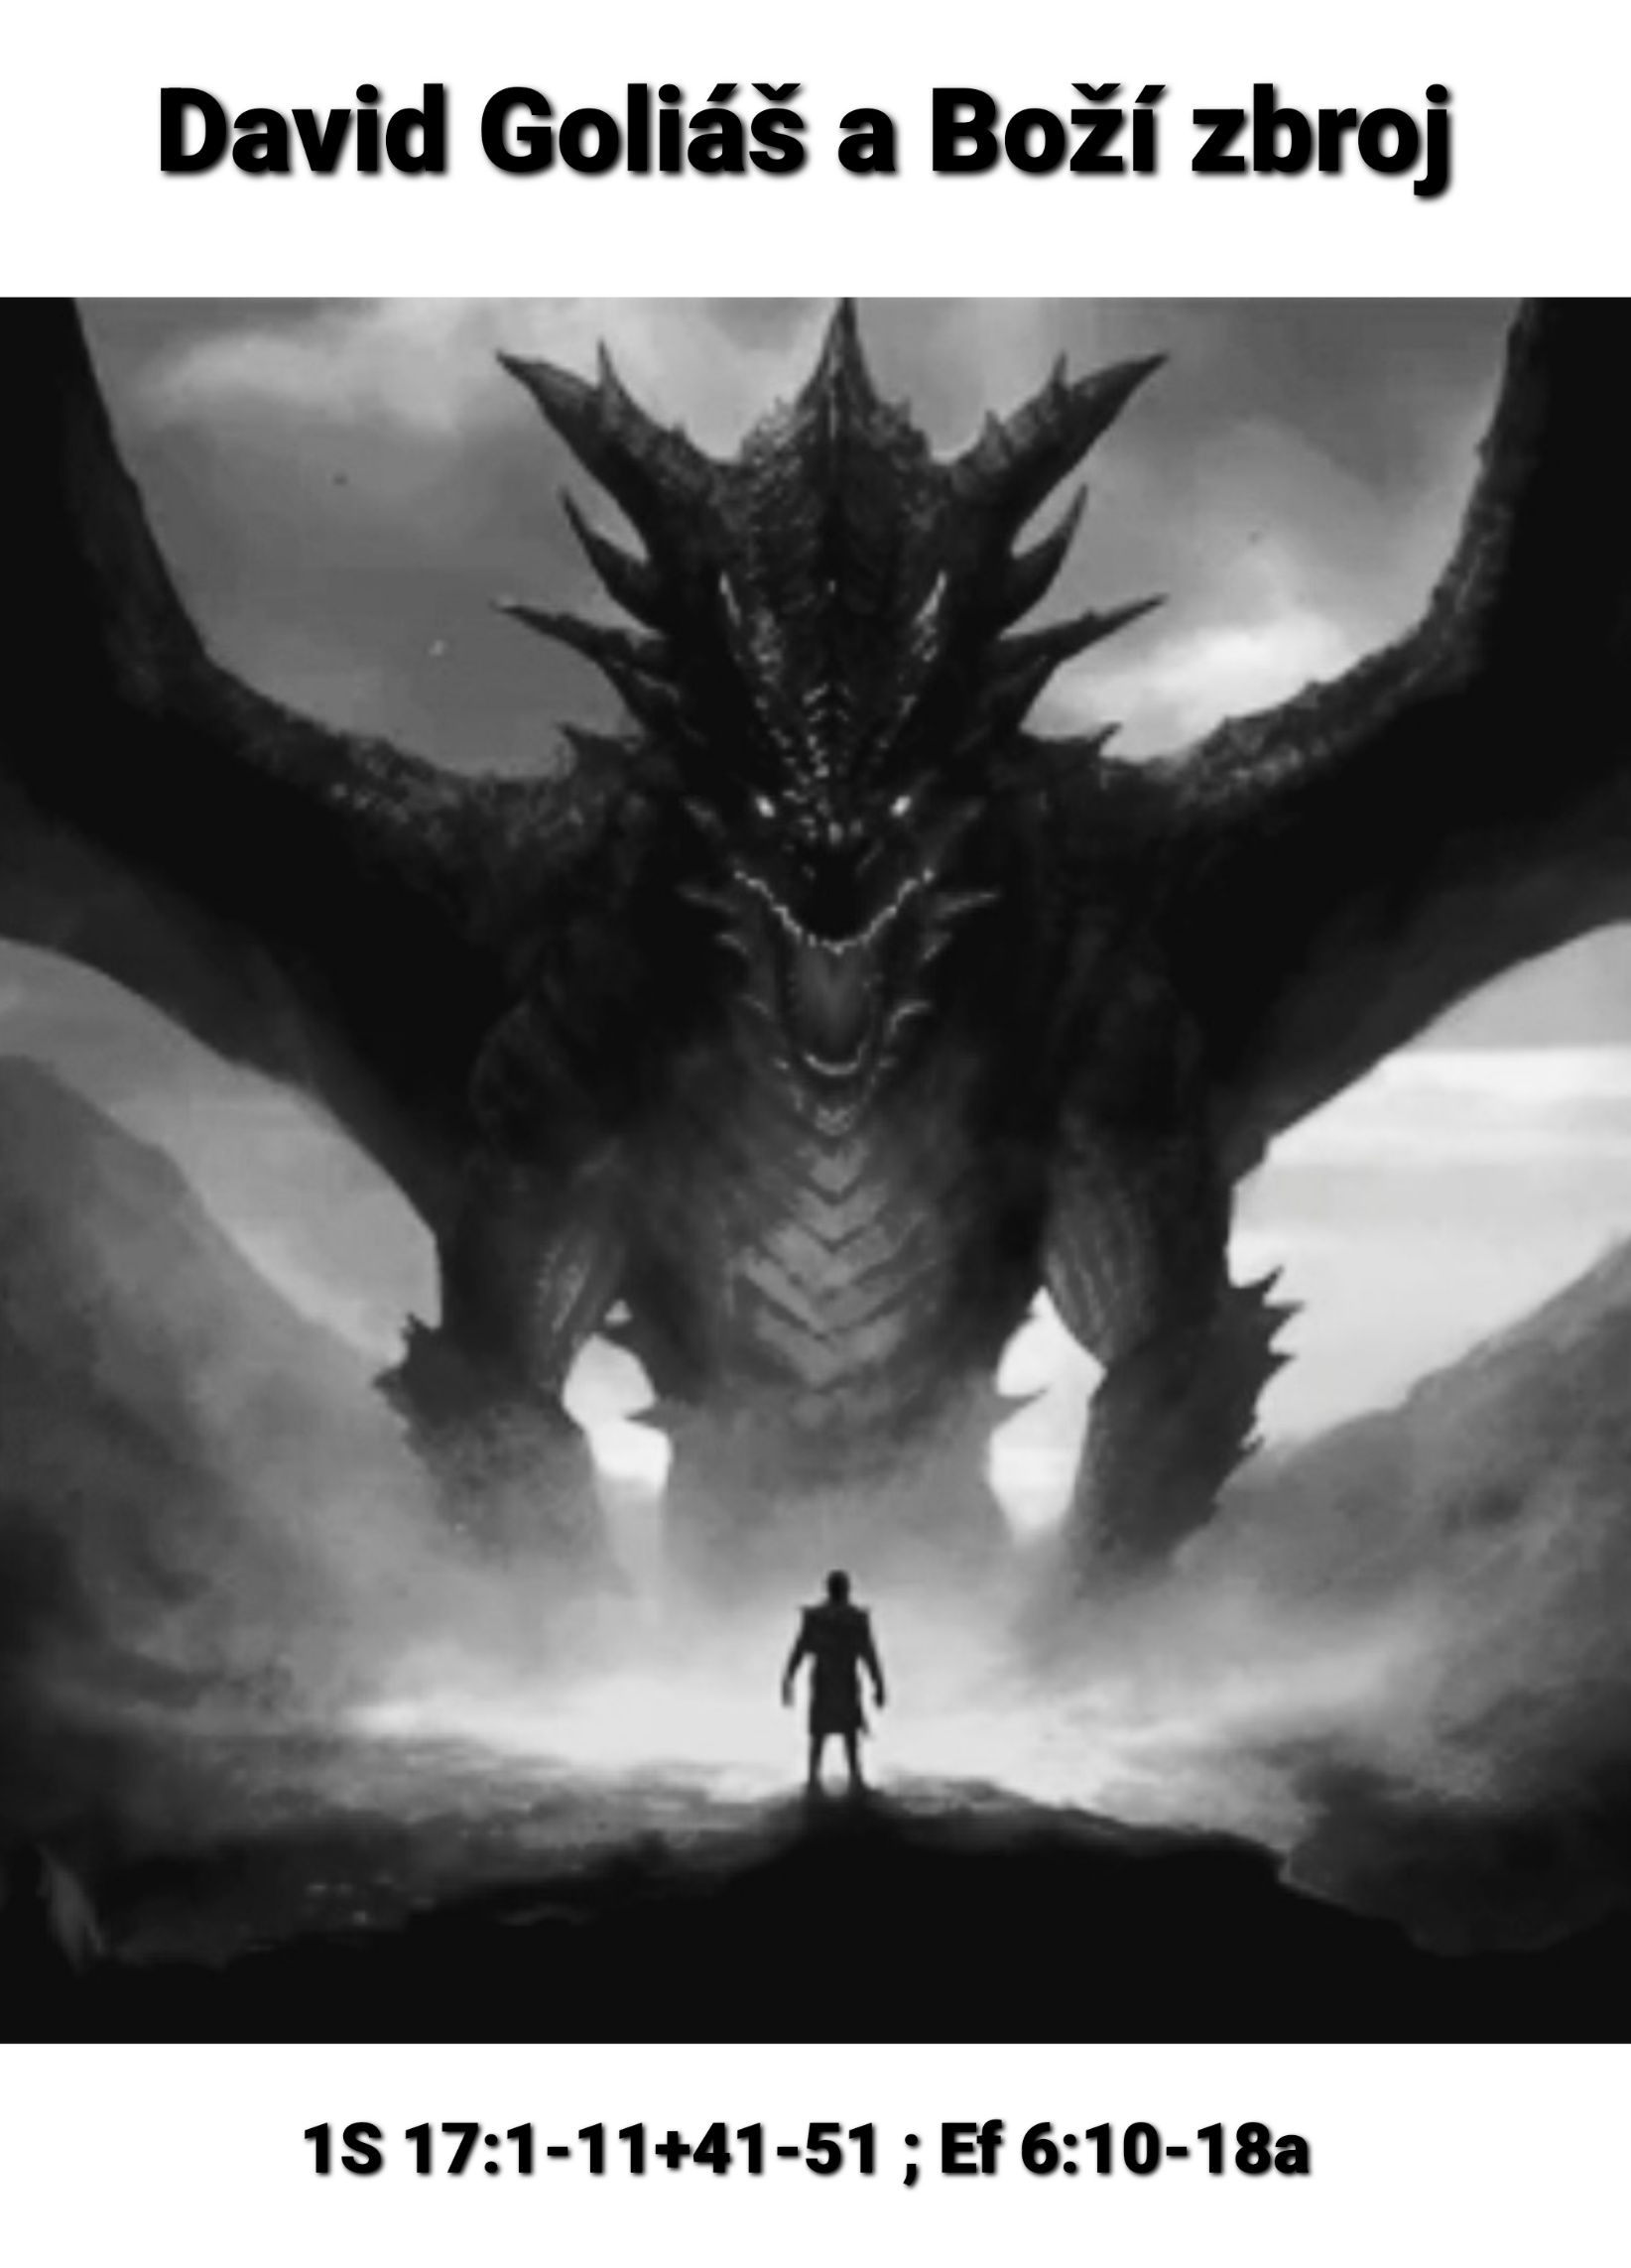 David Goliáš a Boží zbroj
1S 17:1-11+41-51 ; Ef 6:10-18a